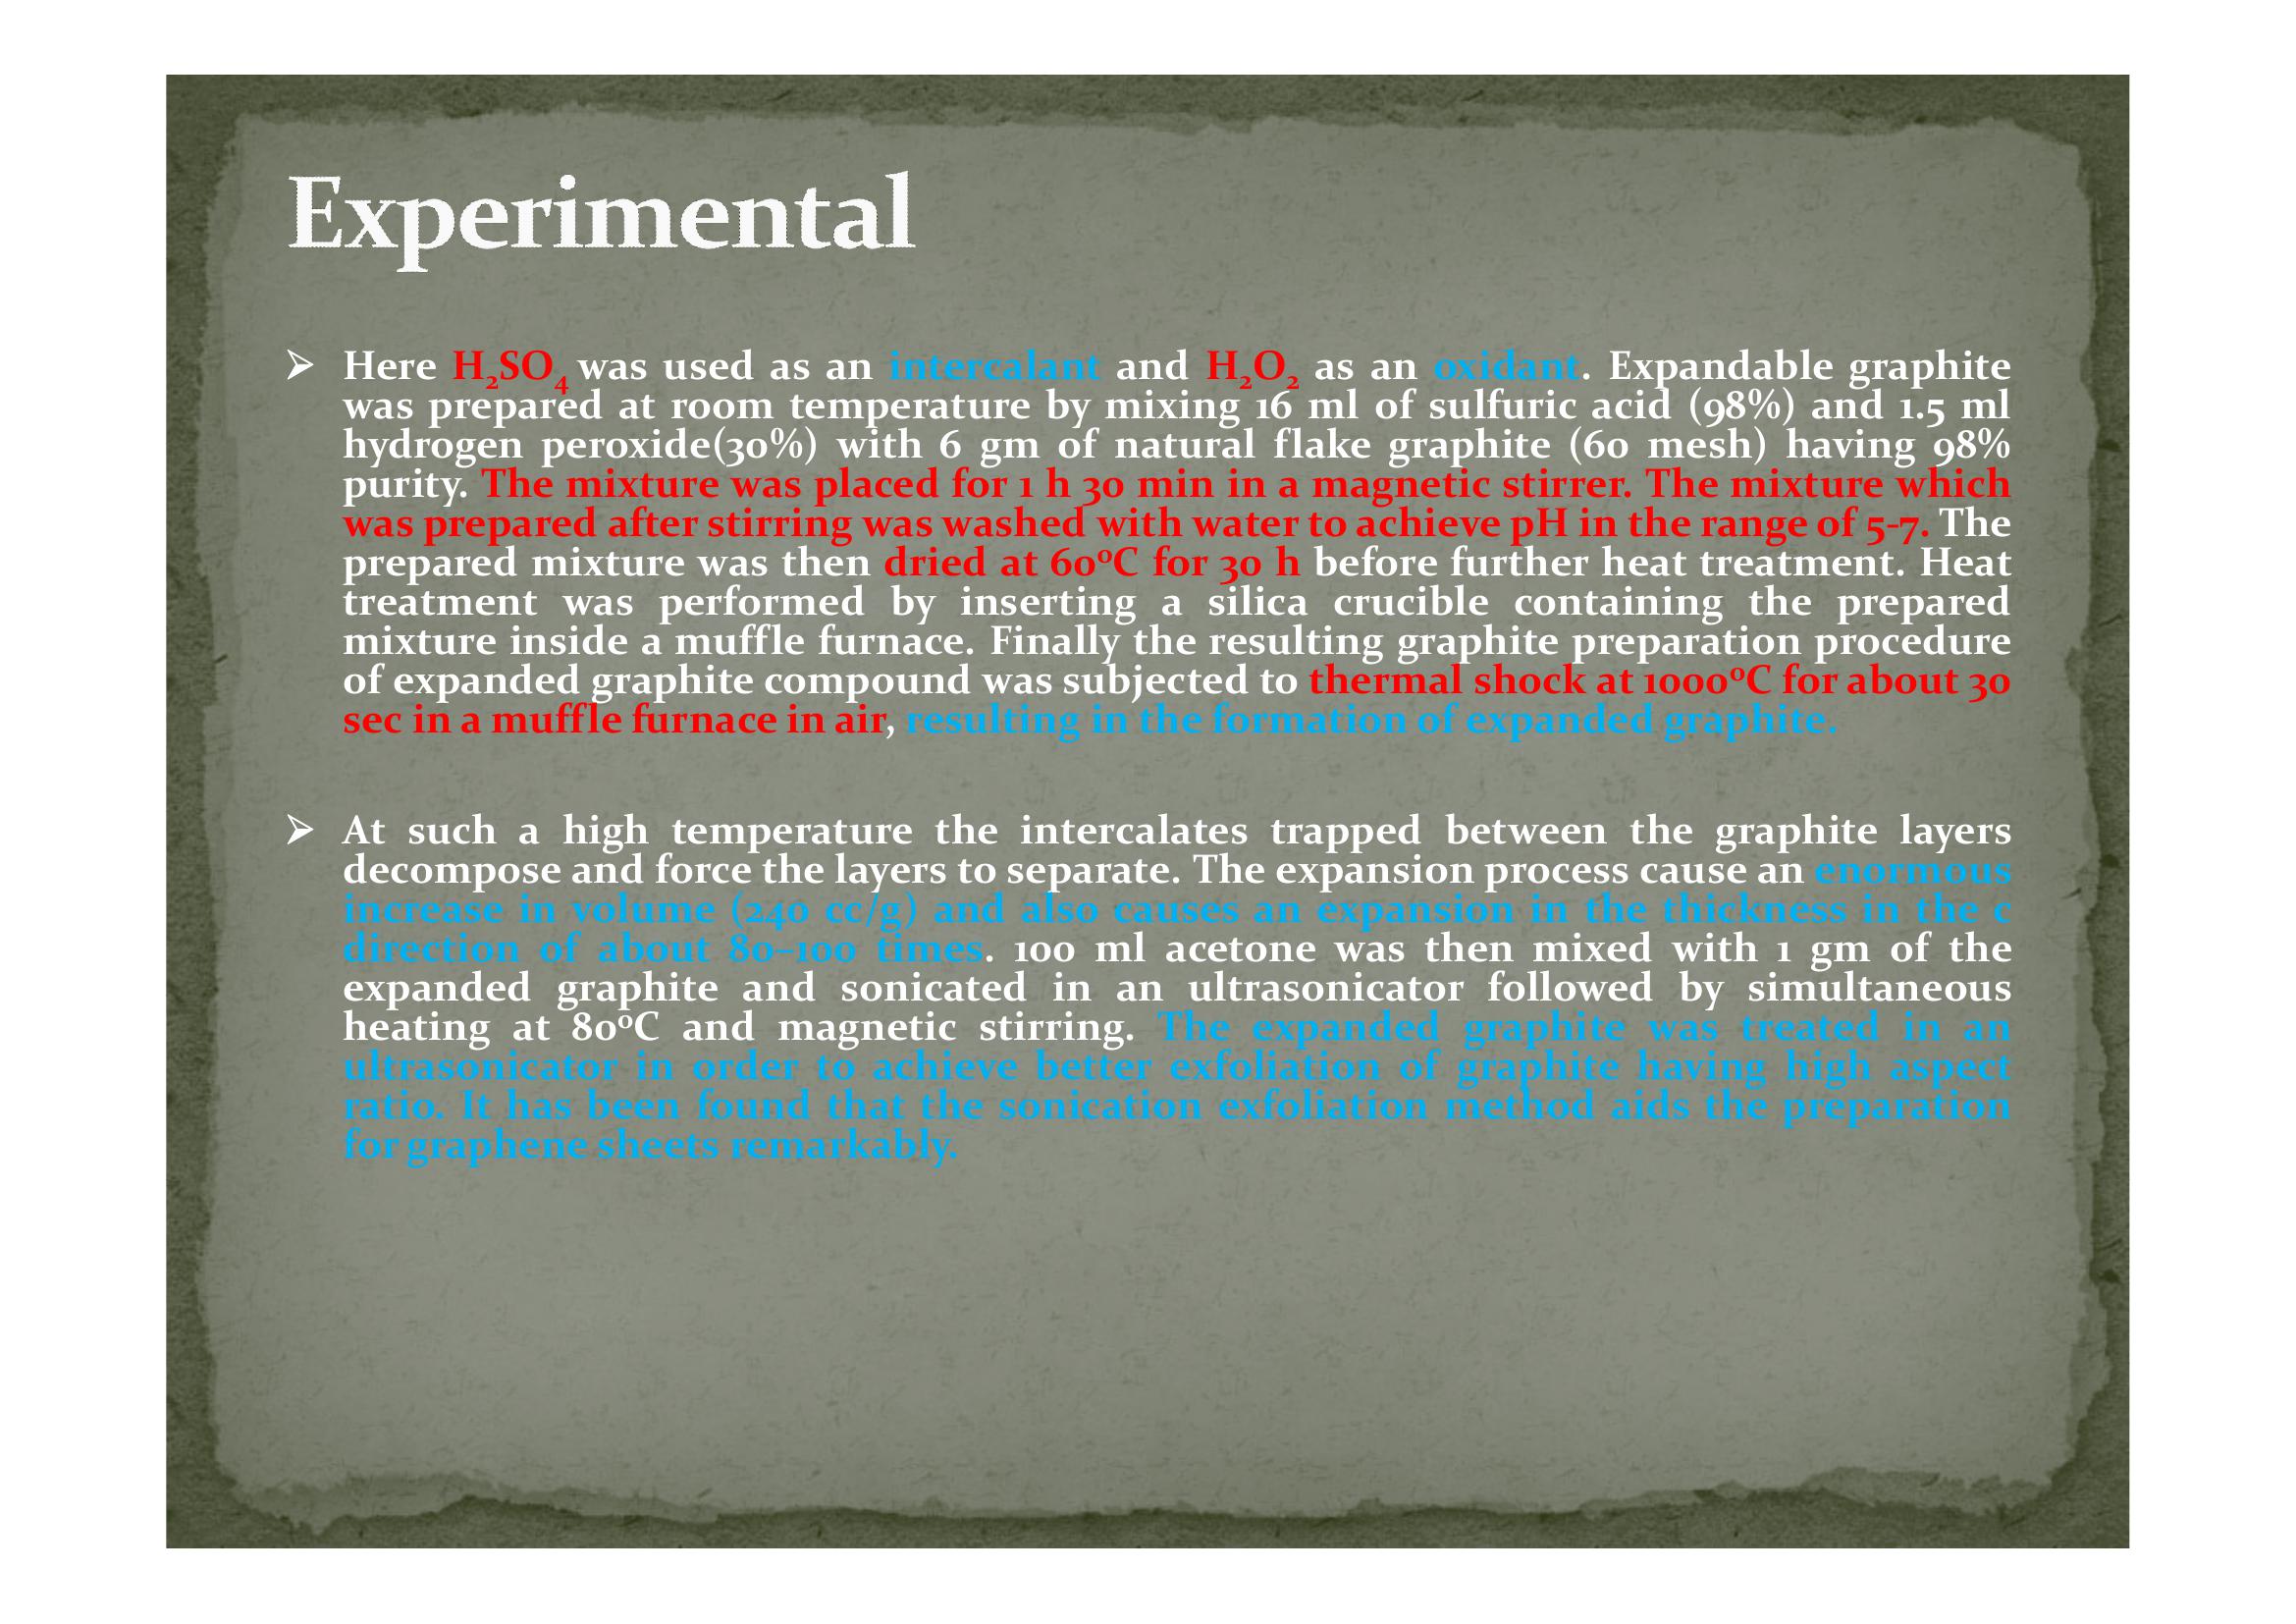 Experimental
➢ Here H₂SO₄ was used as an intercalant and H₂O₂ as an oxidant. Expandable graphite
was prepared at room temperature by mixing 16 ml of sulfuric acid (98%) and 1.5 ml
hydrogen peroxide(30%) with 6 gm of natural flake graphite (60 mesh) having 98%
purity. The mixture was placed for 1 h 30 min in a magnetic stirrer. The mixture which
was prepared after stirring was washed with water to achieve pH in the range of 5-7. The
prepared mixture was then dried at 60ºC for 30 h before further heat treatment. Heat
treatment was performed by inserting a silica crucible containing the prepared
mixture inside a muffle furnace. Finally the resulting graphite preparation procedure
of expanded graphite compound was subjected to thermal shock at 1000ºC for about 30
sec in a muffle furnace in air, resulting in the formation of expanded graphite.
➢ At such a high temperature the intercalates trapped between the graphite layers
decompose and force the layers to separate. The expansion process cause an enormous
increase in volume (240 cc/g) and also causes an expansion in the thickness in the c
direction of about 80–100 times. 100 ml acetone was then mixed with 1 gm of the
expanded graphite and sonicated in an ultrasonicator followed by simultaneous
heating at 80ºC and magnetic stirring. The expanded graphite was treated in an
ultrasonicator in order to achieve better exfoliation of graphite having high aspect
ratio. It has been found that the sonication exfoliation method aids the preparation
for graphene sheets remarkably.